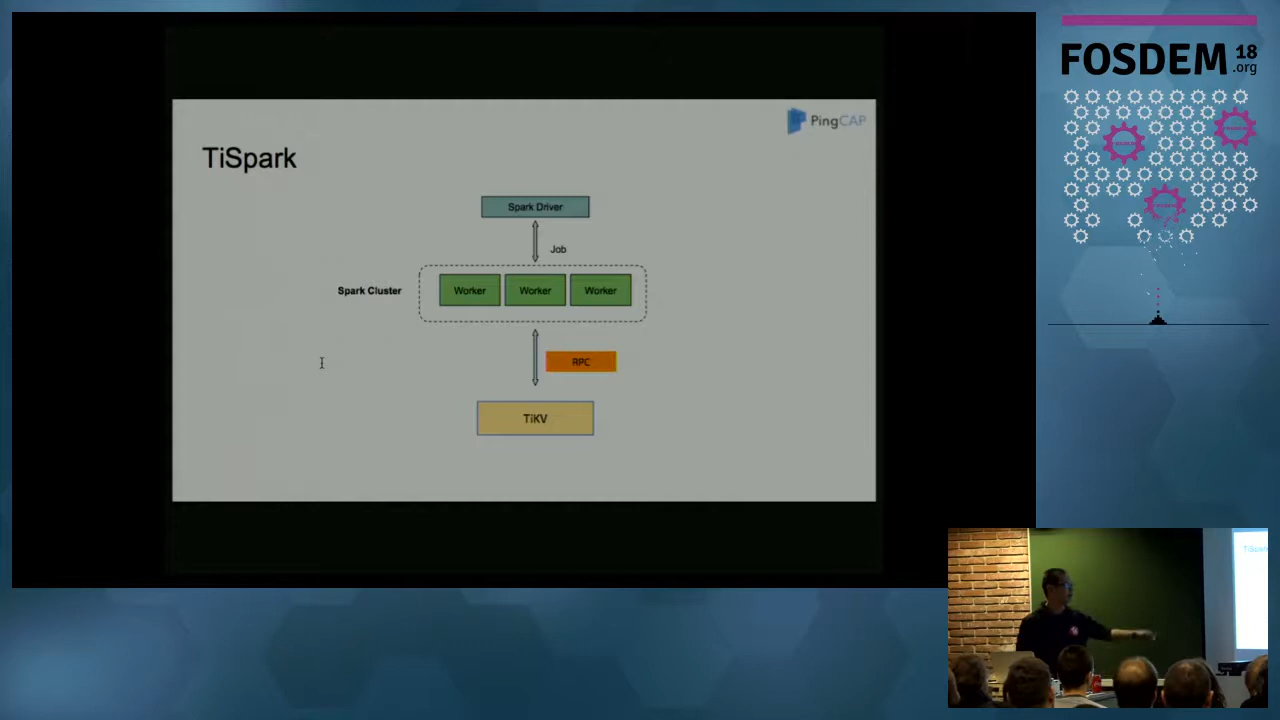 FOSDEM 18
.org
PingCAP
TiSpark
Spark Driver
Job
Spark Cluster
Worker Worker Worker
RPC
TiKV